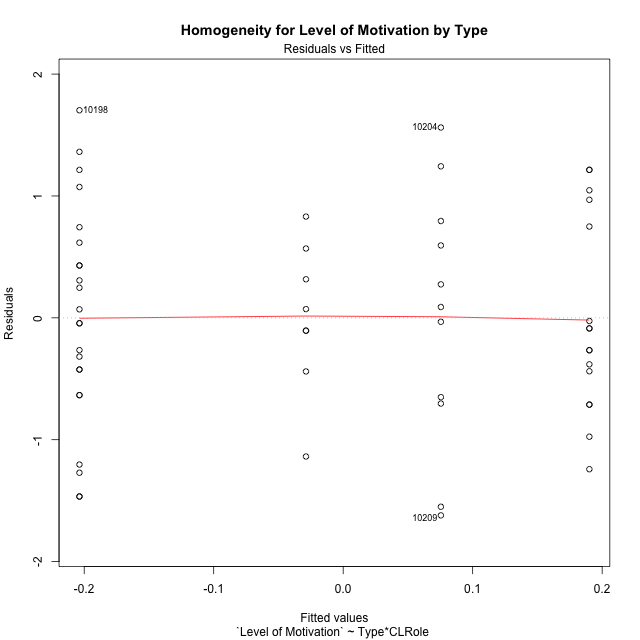 Homogeneity for Level of Motivation by Type
Residuals vs Fitted
2
10198
10204
1
Residuals
0
-1
10209
-2
-0.2 -0.1 0.0 0.1 0.2
Fitted values
`Level of Motivation` ~ Type*CLRole